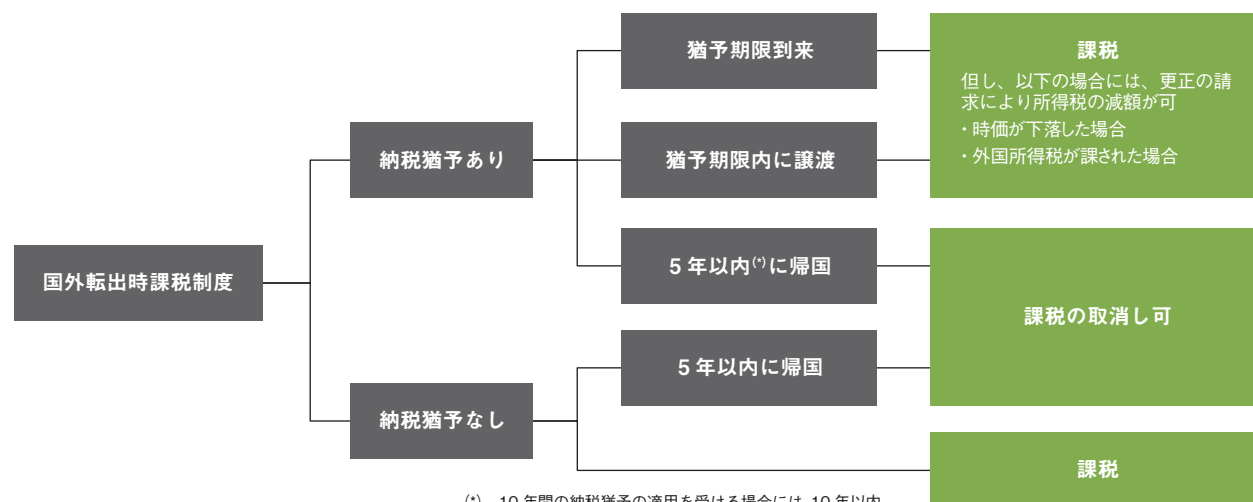 国外転出時課税制度
納税猶予あり
納税猶予なし
猶予期限到来
猶予期限内に譲渡
5年以内(*)に帰国
5年以内に帰国
課税
但し、以下の場合には、更正の請
求により所得税の減額が可
・時価が下落した場合
・外国所得税が課された場合
課税の取消し可
課税
(*) 10年間の納税猶予の適用を受ける場合には、10年以内